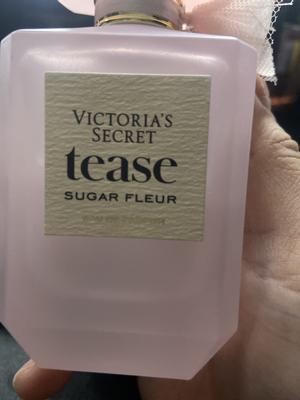 VICTORIA'S
SECRET
tease
SUGAR FLEUR